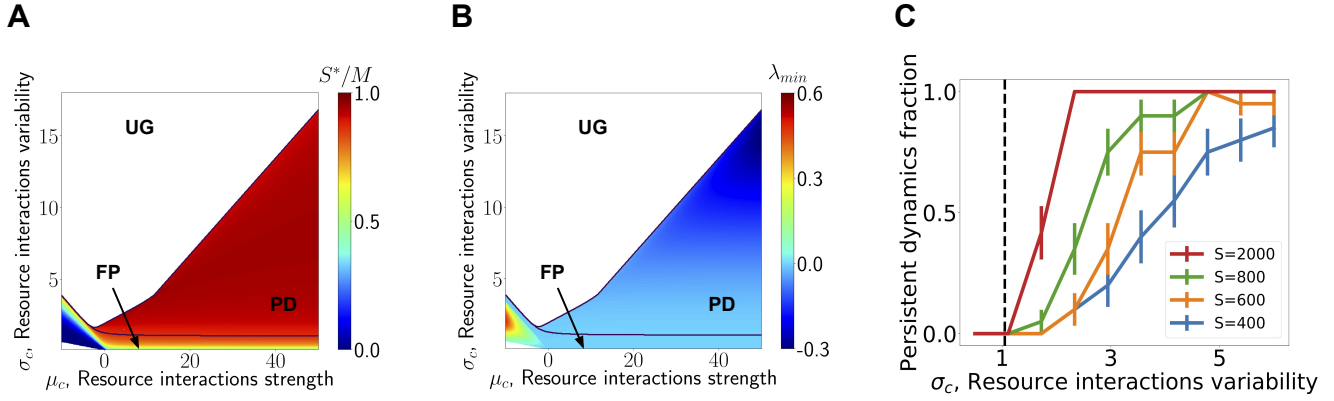 A
S*/M
σc, Resource interactions variability
15
10
5
UG
FP
PD
0
20
40
μc, Resource interactions strength
1.0
0.5
0.0
B
λmin
σc, Resource interactions variability
15
10
5
UG
FP
PD
0
20
40
μc, Resource interactions strength
0.6
0.3
0.0
-0.3
C
Persistent dynamics fraction
1.0
0.5
0.0
1
3
5
σc, Resource interactions variability
S=2000
S=800
S=600
S=400